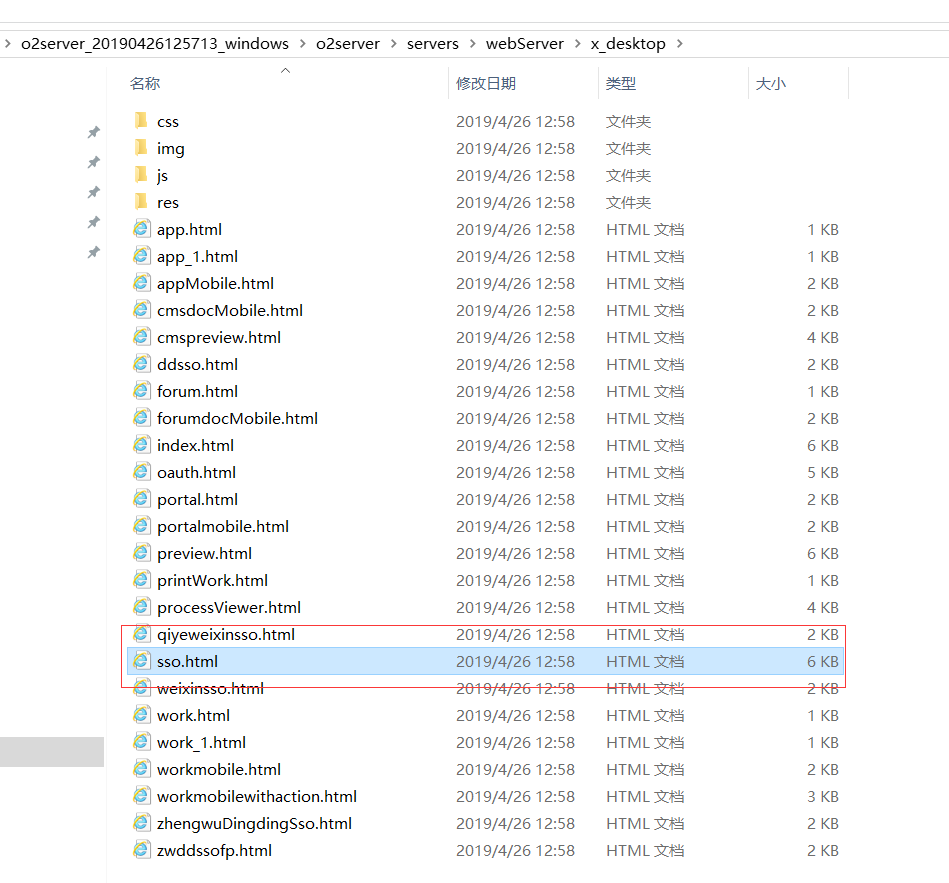 o2server_20190426125713_windows > o2server > servers > webServer > x_desktop >
名称 修改日期 类型 大小
css 2019/4/26 12:58 文件夹
img 2019/4/26 12:58 文件夹
js 2019/4/26 12:58 文件夹
res 2019/4/26 12:58 文件夹
app.html 2019/4/26 12:58 HTML 文档 1 KB
app_1.html 2019/4/26 12:58 HTML 文档 1 KB
appMobile.html 2019/4/26 12:58 HTML 文档 2 KB
cmsdocMobile.html 2019/4/26 12:58 HTML 文档 2 KB
cmspreview.html 2019/4/26 12:58 HTML 文档 4 KB
ddsso.html 2019/4/26 12:58 HTML 文档 2 KB
forum.html 2019/4/26 12:58 HTML 文档 1 KB
forumdocMobile.html 2019/4/26 12:58 HTML 文档 2 KB
index.html 2019/4/26 12:58 HTML 文档 6 KB
oauth.html 2019/4/26 12:58 HTML 文档 5 KB
portal.html 2019/4/26 12:58 HTML 文档 2 KB
portalmobile.html 2019/4/26 12:58 HTML 文档 2 KB
preview.html 2019/4/26 12:58 HTML 文档 6 KB
printWork.html 2019/4/26 12:58 HTML 文档 1 KB
processViewer.html 2019/4/26 12:58 HTML 文档 4 KB
qiyeweixinsso.html 2019/4/26 12:58 HTML 文档 2 KB
sso.html 2019/4/26 12:58 HTML 文档 6 KB
weixinsso.html 2019/4/26 12:58 HTML 文档 2 KB
work.html 2019/4/26 12:58 HTML 文档 1 KB
work_1.html 2019/4/26 12:58 HTML 文档 1 KB
workmobile.html 2019/4/26 12:58 HTML 文档 2 KB
workmobilewithaction.html 2019/4/26 12:58 HTML 文档 3 KB
zhengwuDingdingSso.html 2019/4/26 12:58 HTML 文档 2 KB
zwddssofp.html 2019/4/26 12:58 HTML 文档 2 KB